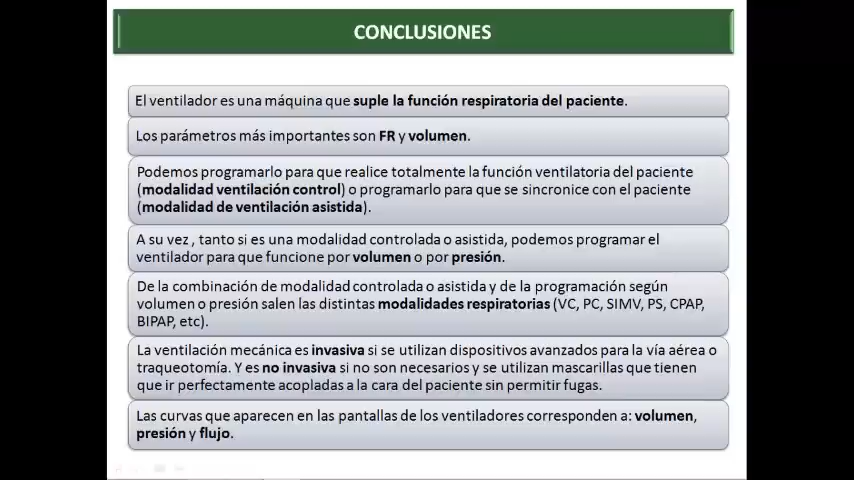 CONCLUSIONES
El ventilador es una máquina que suple la función respiratoria del paciente.
Los parámetros más importantes son FR y volumen.
Podemos programarlo para que realice totalmente la función ventilatoria del paciente
(modalidad ventilación control) o programarlo para que se sincronice con el paciente
(modalidad de ventilación asistida).
A su vez , tanto si es una modalidad controlada o asistida, podemos programar el
ventilador para que funcione por volumen o por presión.
De la combinación de modalidad controlada o asistida y de la programación según
volumen o presión salen las distintas modalidades respiratorias (VC, PC, SIMV, PS, CPAP,
BIPAP, etc).
La ventilación mecánica es invasiva si se utilizan dispositivos avanzados para la vía aérea o
traqueotomía. Y es no invasiva si no son necesarios y se utilizan mascarillas que tienen
que ir perfectamente acopladas a la cara del paciente sin permitir fugas.
Las curvas que aparecen en las pantallas de los ventiladores corresponden a: volumen,
presión y flujo.